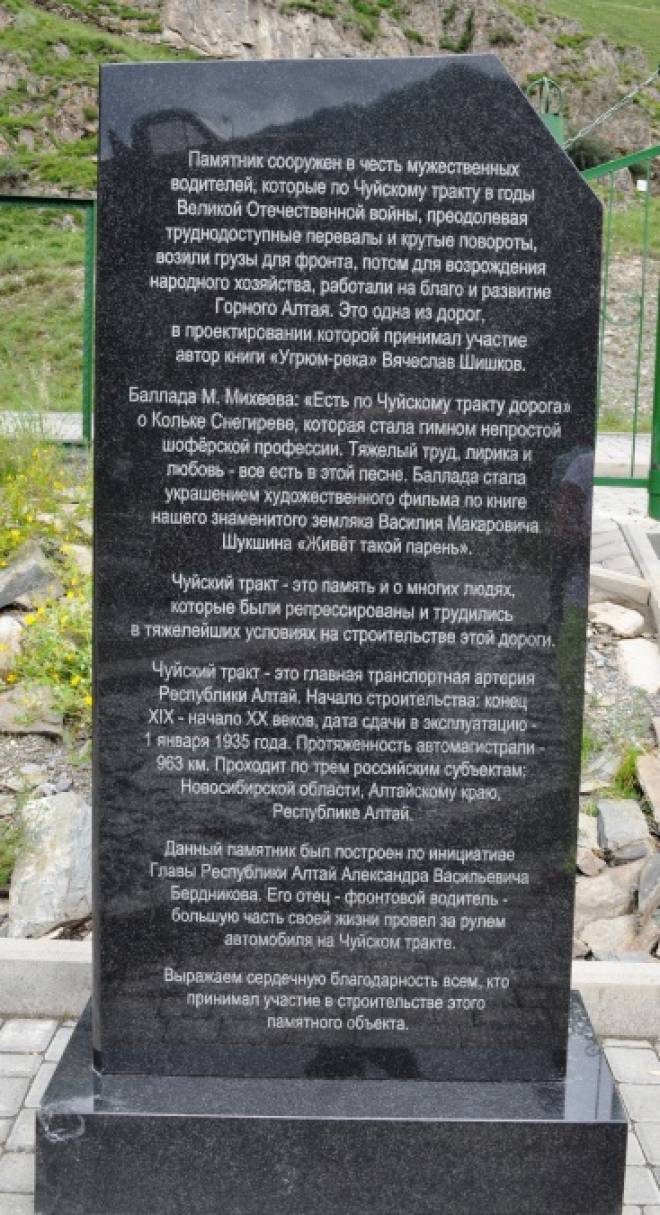 Памятник сооружен в честь мужественных
водителей, которые по Чуйскому тракту в годы
Великой Отечественной войны, преодолевая
труднодоступные перевалы и крутые повороты,
возили грузы для фронта, потом для возрождения
народного хозяйства, работали на благо и развитие
Горного Алтая. Это одна из дорог,
в проектировании которой принимал участие
автор книги «Угрюм-река» Вячеслав Шишков.
Баллада М. Михеева: «Есть по Чуйскому тракту дорога»
о Кольке Снегиреве, которая стала гимном непростой
шофёрской профессии. Тяжелый труд, лирика и
любовь - все есть в этой песне. Баллада стала
украшением художественного фильма по книге
нашего знаменитого земляка Василия Макаровича
Шукшина «Живёт такой парень».
Чуйский тракт - это память и о многих людях,
которые были репрессированы и трудились
в тяжелейших условиях на строительстве этой дороги.
Чуйский тракт - это главная транспортная артерия
Республики Алтай. Начало строительства: конец
XIX - начало XX веков, дата сдачи в эксплуатацию -
1 января 1935 года. Протяженность автомагистрали -
963 км. Проходит по трем российским субъектам:
Новосибирской области, Алтайскому краю,
Республике Алтай.
Данный памятник был построен по инициативе
Главы Республики Алтай Александра Васильевича
Бердникова. Его отец - фронтовой водитель -
большую часть своей жизни провел за рулем
автомобиля на Чуйском тракте.
Выражаем сердечную благодарность всем, кто
принимал участие в строительстве этого
памятного объекта.